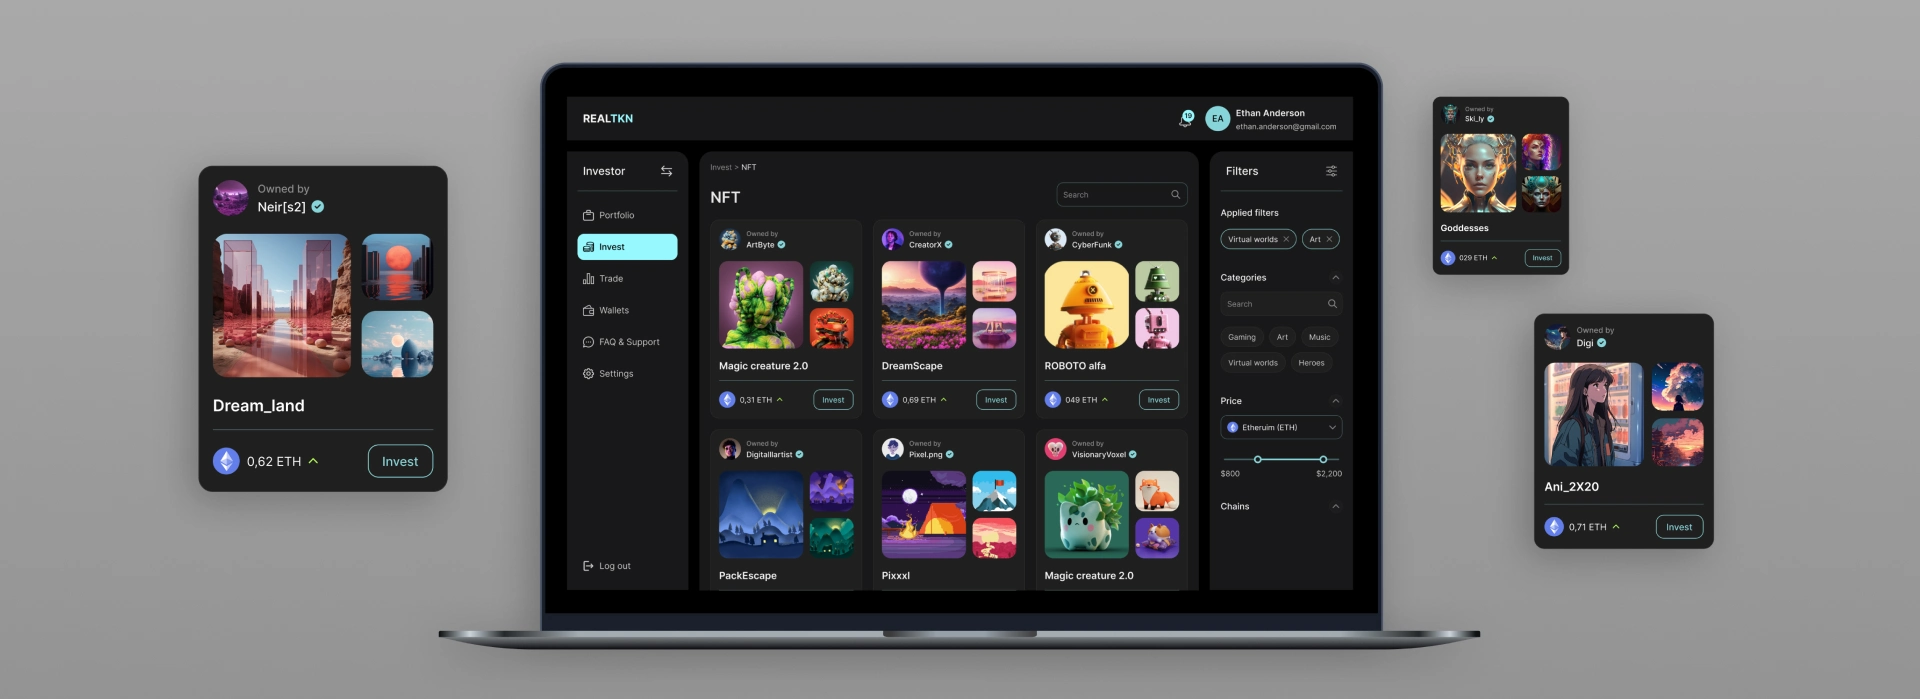 Owned by
Neir[s2]
Dream_land
0,62 ETH
Invest
REALTKN
19
EA
Ethan Anderson
ethan.anderson@gmail.com
Investor
Portfolio
Invest
Trade
Wallets
FAQ & Support
Settings
Log out
Invest > NFT
NFT
Search
Owned by
ArtByte
Magic creature 2.0
0,31 ETH
Invest
Owned by
CreatorX
DreamScape
0,69 ETH
Invest
Owned by
CyberFunk
ROBOTO alfa
049 ETH
Invest
Owned by
DigitalIlartist
PackEscape
Owned by
Pixel.png
Pixxxl
Owned by
VisionaryVoxel
Magic creature 2.0
Filters
Applied filters
Virtual worlds
Art
Categories
Search
Gaming
Art
Music
Virtual worlds
Heroes
Price
Etheruim (ETH)
$800
$2,200
Chains
Owned by
Ski_ly
Goddesses
029 ETH
Invest
Owned by
Digi
Ani_2X20
0,71 ETH
Invest